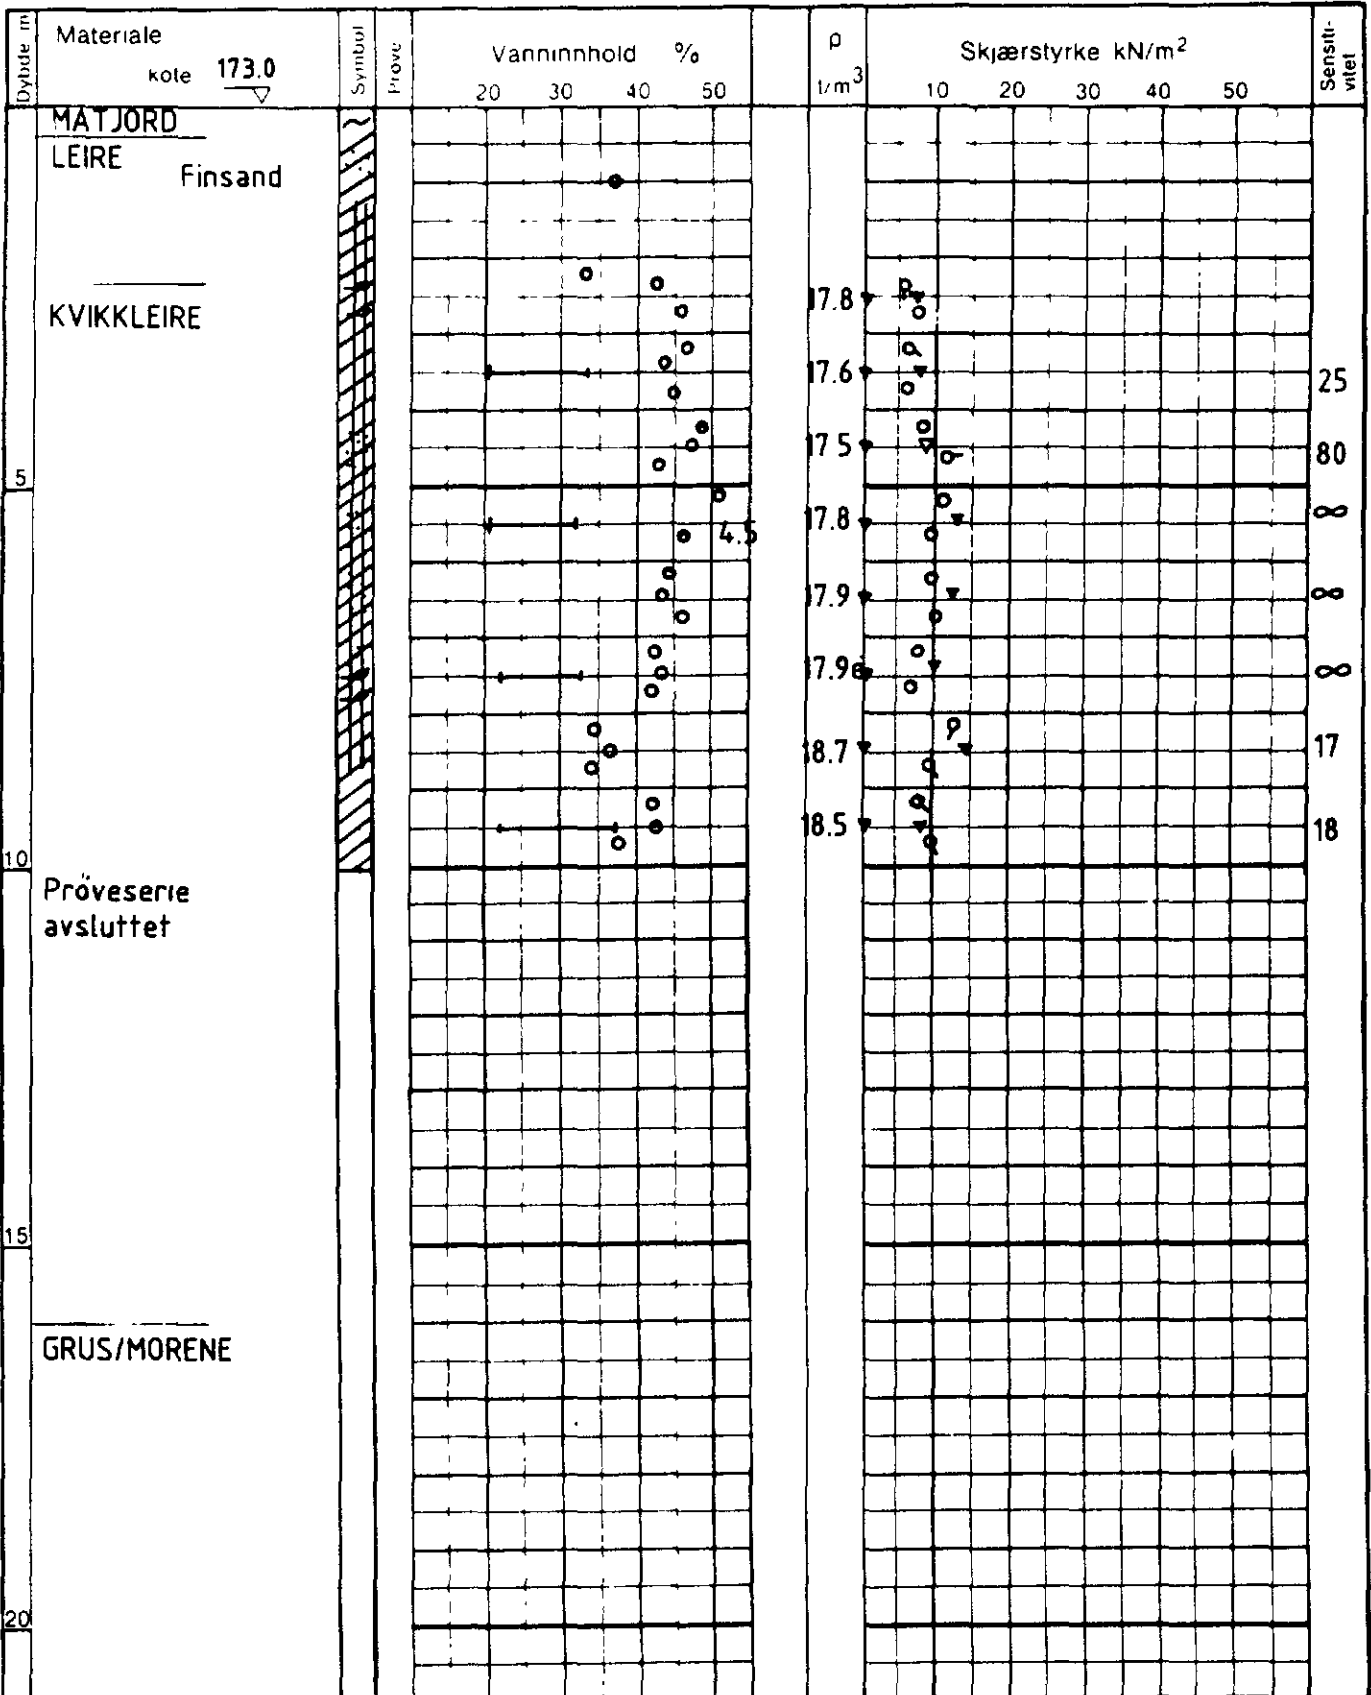 Dybde m
Materiale
kote 173.0
Symbol
Prøve
Vanninnhold %
20 30 40 50
ρ
t/m³
Skjærstyrke kN/m²
10 20 30 40 50
Sensiti-
vitet
MATJORD
LEIRE
Finsand
KVIKKLEIRE
17.8
17.6
25
17.5
80
5
17.8
∞
4.5
17.9
∞
17.96
∞
18.7
17
18.5
18
10
Pröveserie
avsluttet
15
GRUS/MORENE
20